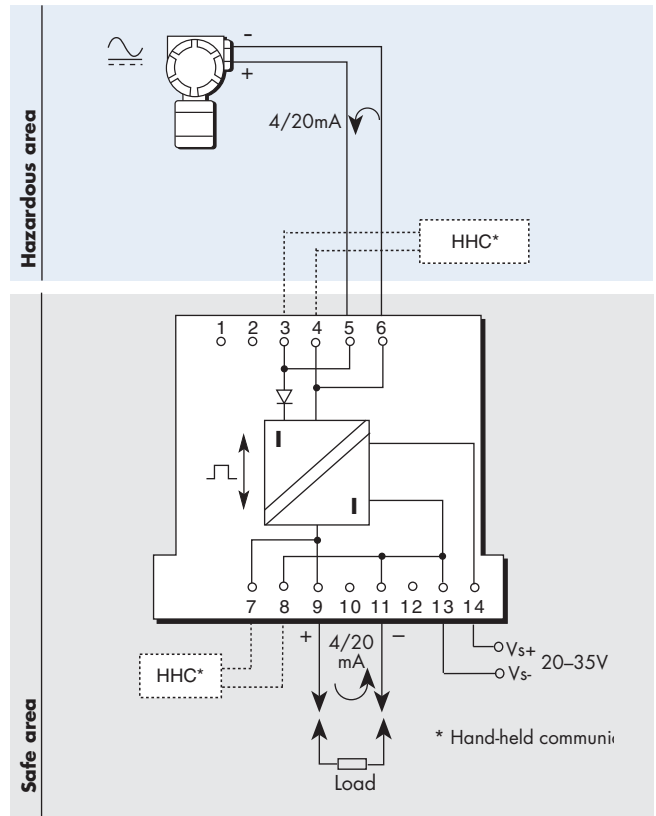 Hazardous area
-
+
4/20mA
HHC*
1 2 3 4 5 6
I
I
7 8 9 10 11 12 13 14
+ 4/20 mA –
Vs+
Vs-
20–35V
HHC*
Load
* Hand-held
Safe area